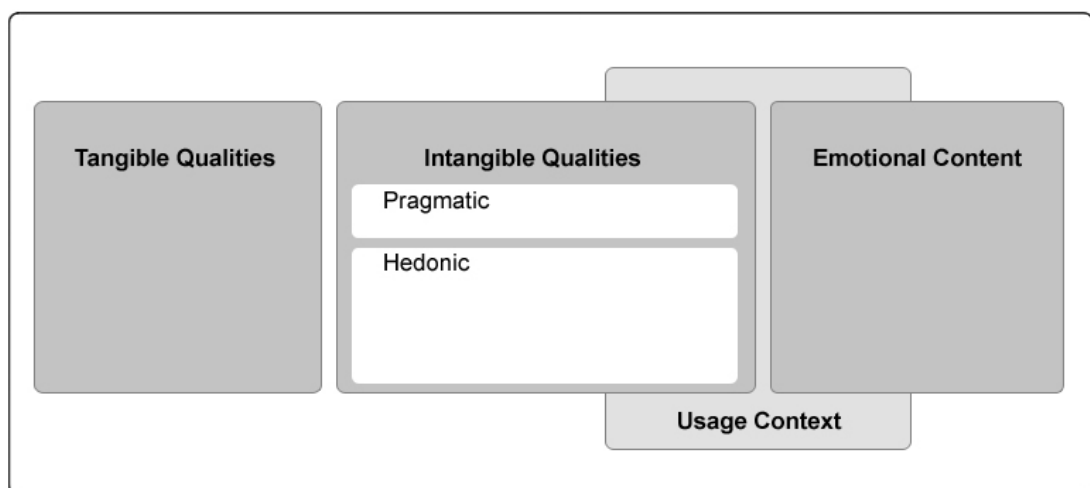 Tangible Qualities
Intangible Qualities
Pragmatic
Hedonic
Emotional Content
Usage Context